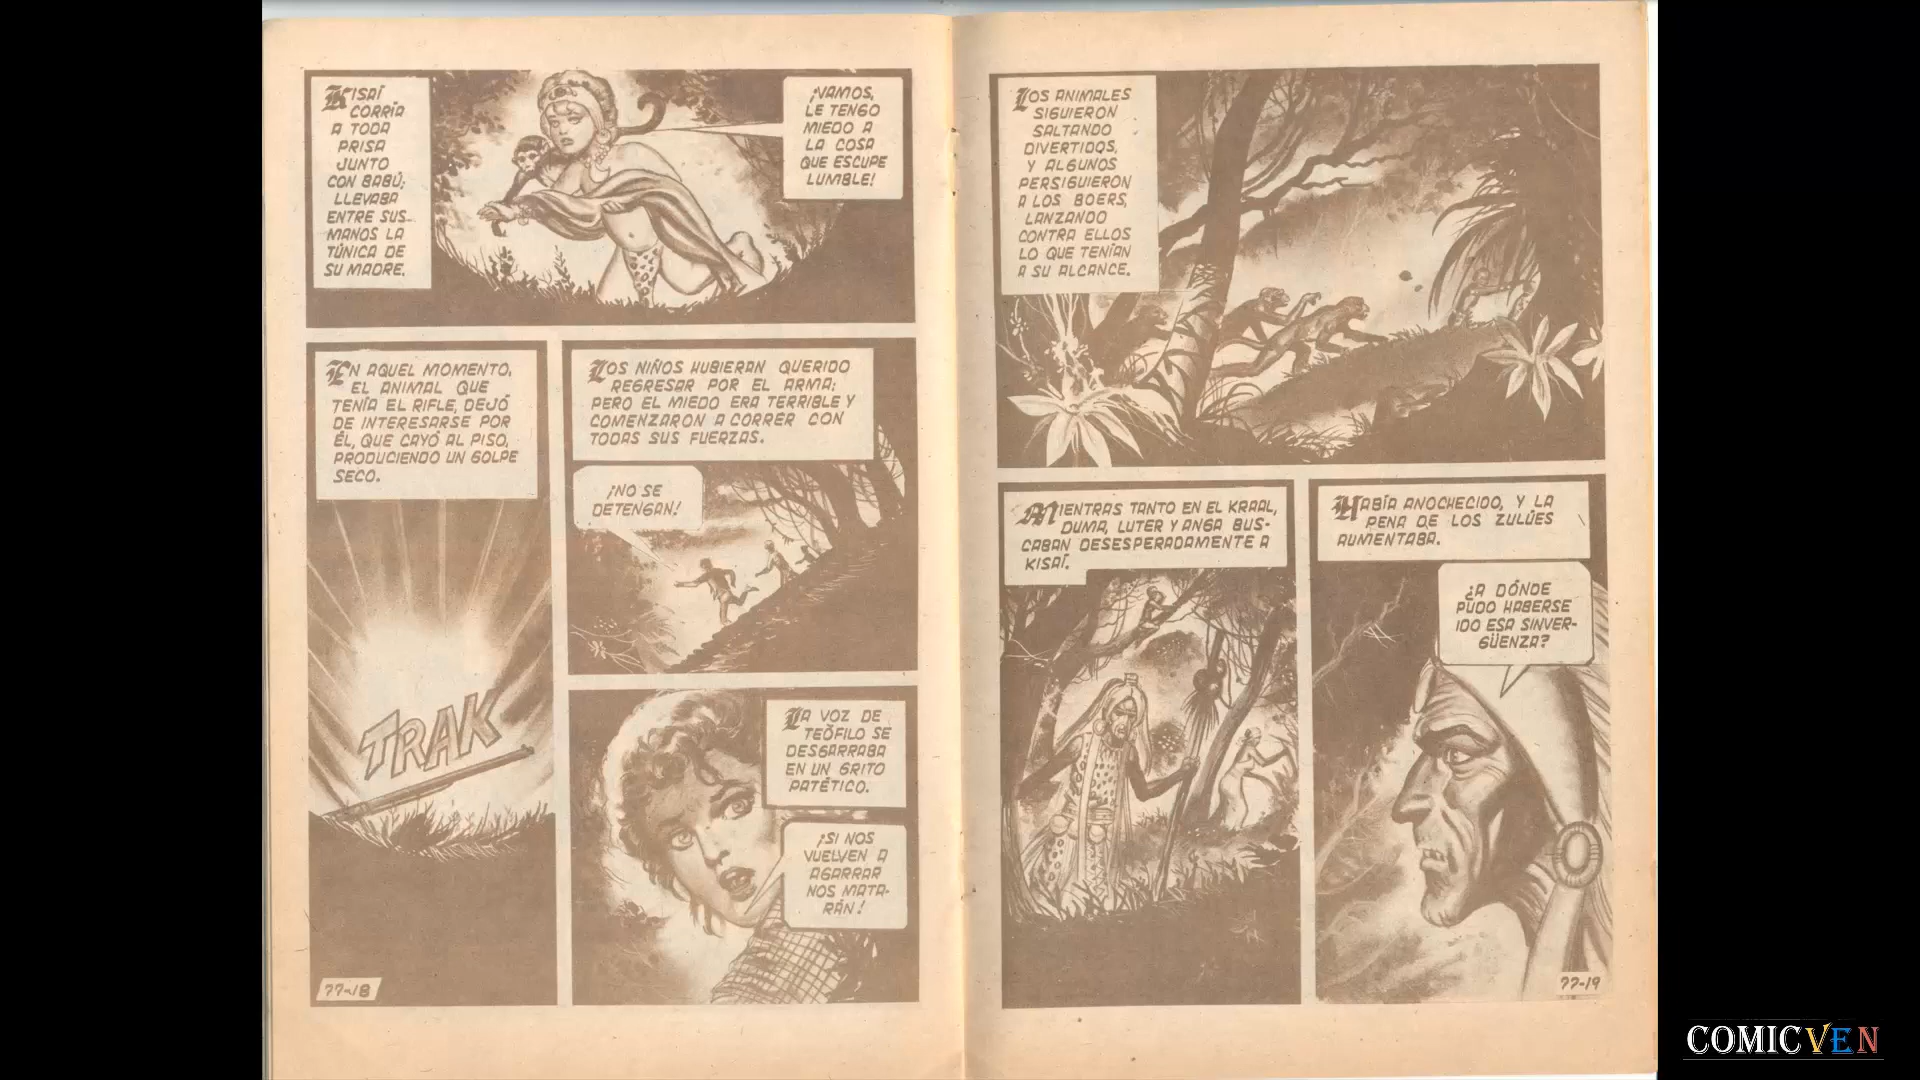 KISAÍ
CORRÍA
A TODA
PRISA
JUNTO
CON BABÚ;
LLEVABA
ENTRE SUS
MANOS LA
TÚNICA DE
SU MADRE.
¡VAMOS,
LE TENGO
MIEDO A
LA COSA
QUE ESCUPE
LUMBLE!
EN AQUEL MOMENTO,
EL ANIMAL QUE
TENÍA EL RIFLE, DEJÓ
DE INTERESARSE POR
ÉL, QUE CAYÓ AL PISO,
PRODUCIENDO UN GOLPE
SECO.
TRAK
LOS NIÑOS HUBIERAN QUERIDO
REGRESAR POR EL ARMA;
PERO EL MIEDO ERA TERRIBLE Y
COMENZARON A CORRER CON
TODAS SUS FUERZAS.
¡NO SE
DETENGAN!
LA VOZ DE
TEÓFILO SE
DESGARRABA
EN UN GRITO
PATÉTICO.
¡SI NOS
VUELVEN A
AGARRAR
NOS MATA-
RÁN!
77-18
LOS ANIMALES
SIGUIERON
SALTANDO
DIVERTIDOS,
Y ALGUNOS
PERSIGUIERON
A LOS BOERS,
LANZANDO
CONTRA ELLOS
LO QUE TENÍAN
A SU ALCANCE.
MIENTRAS TANTO EN EL KRAAL,
DUMA, LUTER Y ANGA BUS-
CABAN DESESPERADAMENTE A
KISAÍ.
HABÍA ANOCHECIDO, Y LA
PENA DE LOS ZULÚES
AUMENTABA.
¿A DÓNDE
PUDO HABERSE
IDO ESA SINVER-
GÜENZA?
77-19
COMICVEN